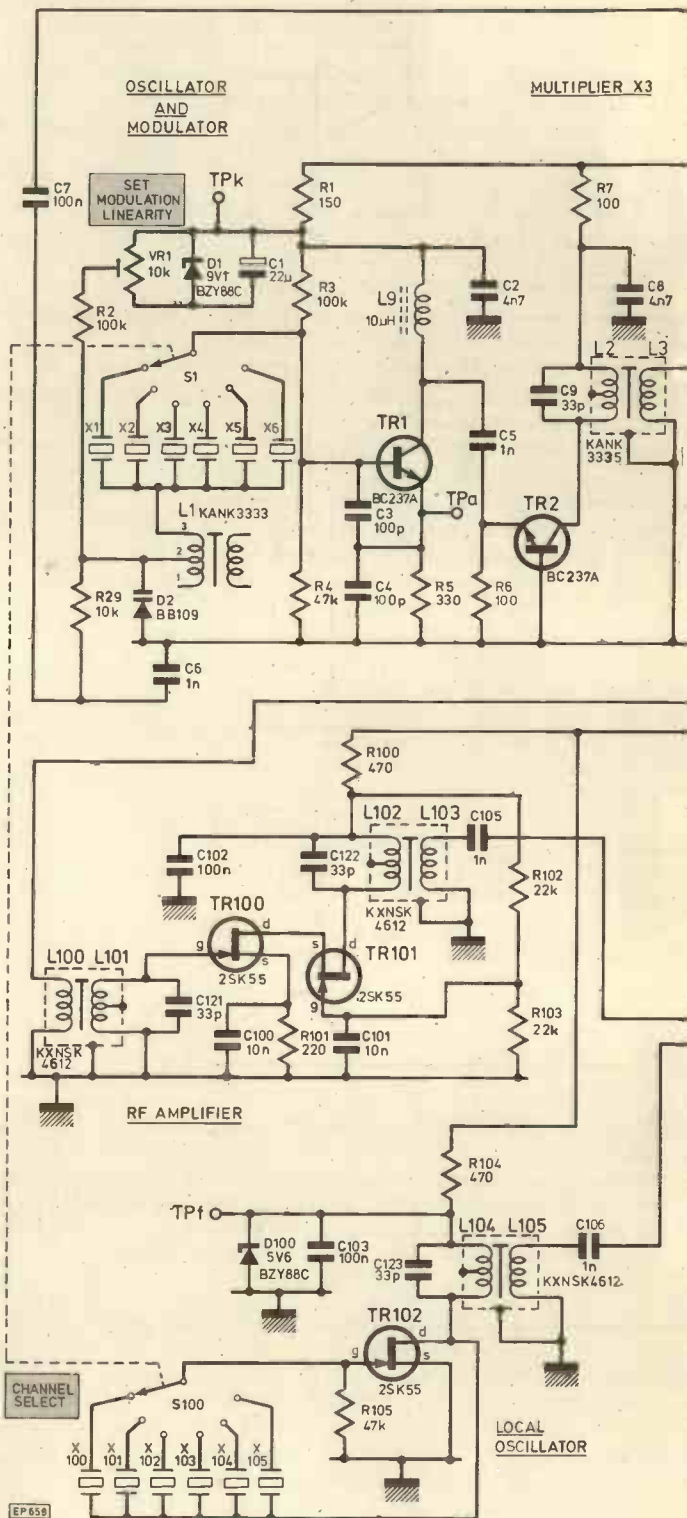 OSCILLATOR
AND
MODULATOR
MULTIPLIER X3
C7
100n
SET
MODULATION
LINEARITY
TPk
R1
150
R7
100
VR1
10k
D1
9V1
BZY88C
C1
22µ
R3
100k
L9
10µH
C2
4n7
C8
4n7
R2
100k
S1
L2
L3
C9
33p
X1
X2
X3
X4
X5
X6
TR1
C5
1n
KANK
3335
BC237A
TPa
TR2
L1
KANK3333
3
2
1
C3
100p
BC237A
R29
10k
D2
BB109
R4
47k
C4
100p
R5
330
R6
100
C6
1n
R100
470
L102
L103
C105
1n
C102
100n
C122
33p
R102
22k
TR100
KXNSK
4612
d
g
s
s
d
TR101
2SK55
2SK55
g
L100
L101
C121
33p
R103
22k
KXNSK
4612
C100
10n
R101
220
C101
10n
RF AMPLIFIER
R104
470
TPf
L104
L105
C106
1n
D100
5V6
BZY88C
C103
100n
C123
33p
KXNSK4612
TR102
g
d
s
2SK55
CHANNEL
SELECT
S100
R105
47k
X
100
X
101
X
102
X
103
X
104
X
105
LOCAL
OSCILLATOR
EP659